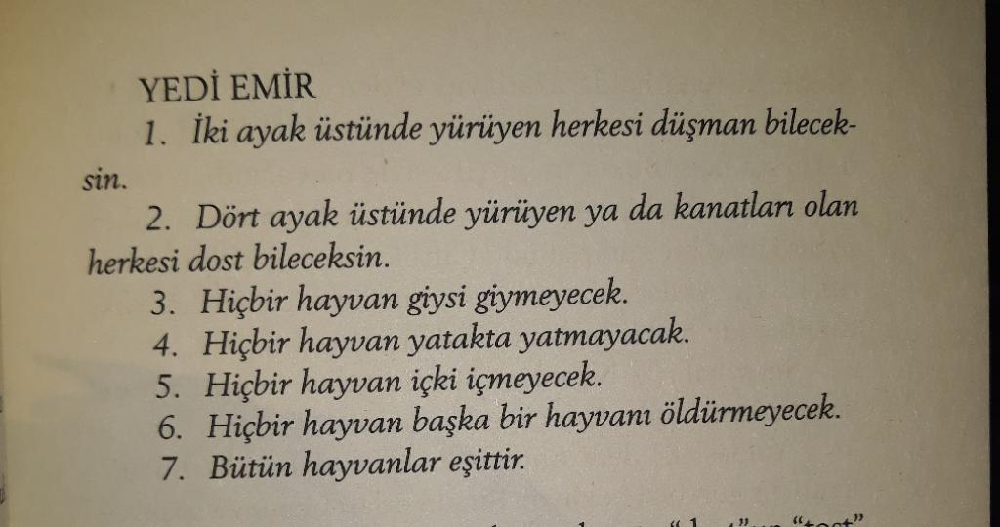 YEDİ EMİR
1. İki ayak üstünde yürüyen herkesi düşman bilecek-
sin.
2. Dört ayak üstünde yürüyen ya da kanatları olan
herkesi dost bileceksin.
3. Hiçbir hayvan giysi giymeyecek.
4. Hiçbir hayvan yatakta yatmayacak.
5. Hiçbir hayvan içki içmeyecek.
6. Hiçbir hayvan başka bir hayvanı öldürmeyecek.
7. Bütün hayvanlar eşittir.